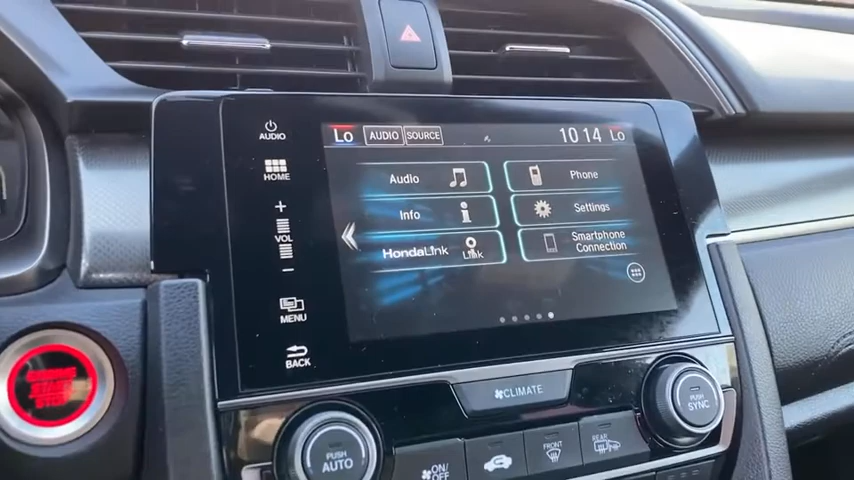 AUDIO
HOME
+
VOL
-
MENU
BACK
Lo AUDIO SOURCE 10:14 Lo
Audio Phone
Info Settings
HondaLink Link Smartphone
Connection
CLIMATE
PUSH
AUTO
ON
OFF
FRONT
REAR
PUSH
SYNC